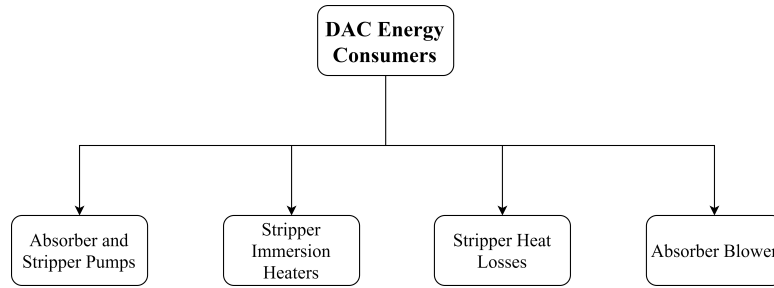 DAC Energy
Consumers
Absorber and
Stripper Pumps
Stripper
Immersion
Heaters
Stripper Heat
Losses
Absorber Blower